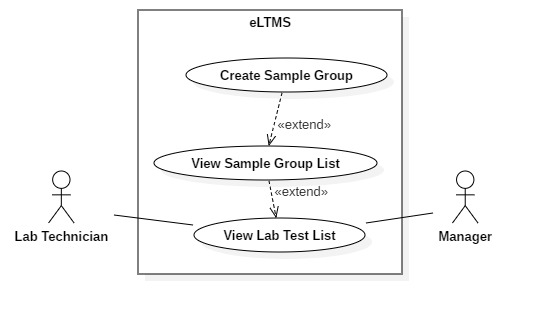 eLTMS
Create Sample Group
«extend»
View Sample Group List
«extend»
View Lab Test List
Lab Technician
Manager